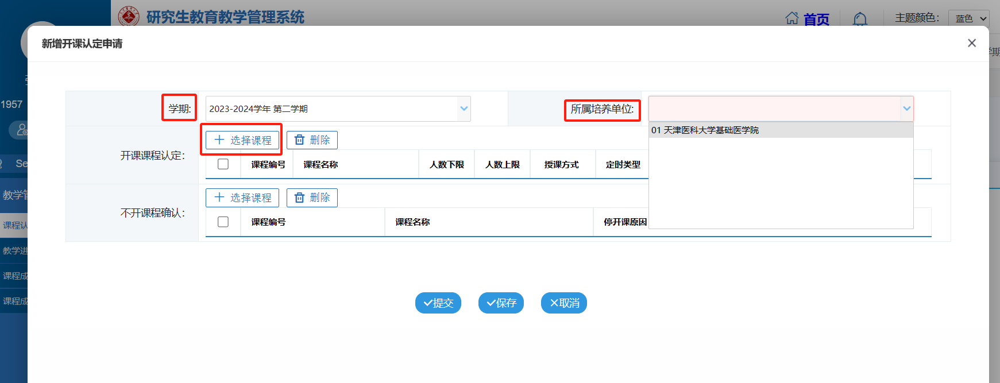 研究生教育教学管理系统
首页
主题颜色：
蓝色
新增开课认定申请
学期
1957
Se
教学管
课程认
教学进
课程成
课程成
学期:
2023-2024学年 第二学期
所属培养单位:
01 天津医科大学基础医学院
开课课程认定：
选择课程
删除
课程编号 课程名称 人数下限 人数上限 授课方式 定时类型
不开课程确认：
选择课程
删除
课程编号 课程名称 停开课原因
提交
保存
取消